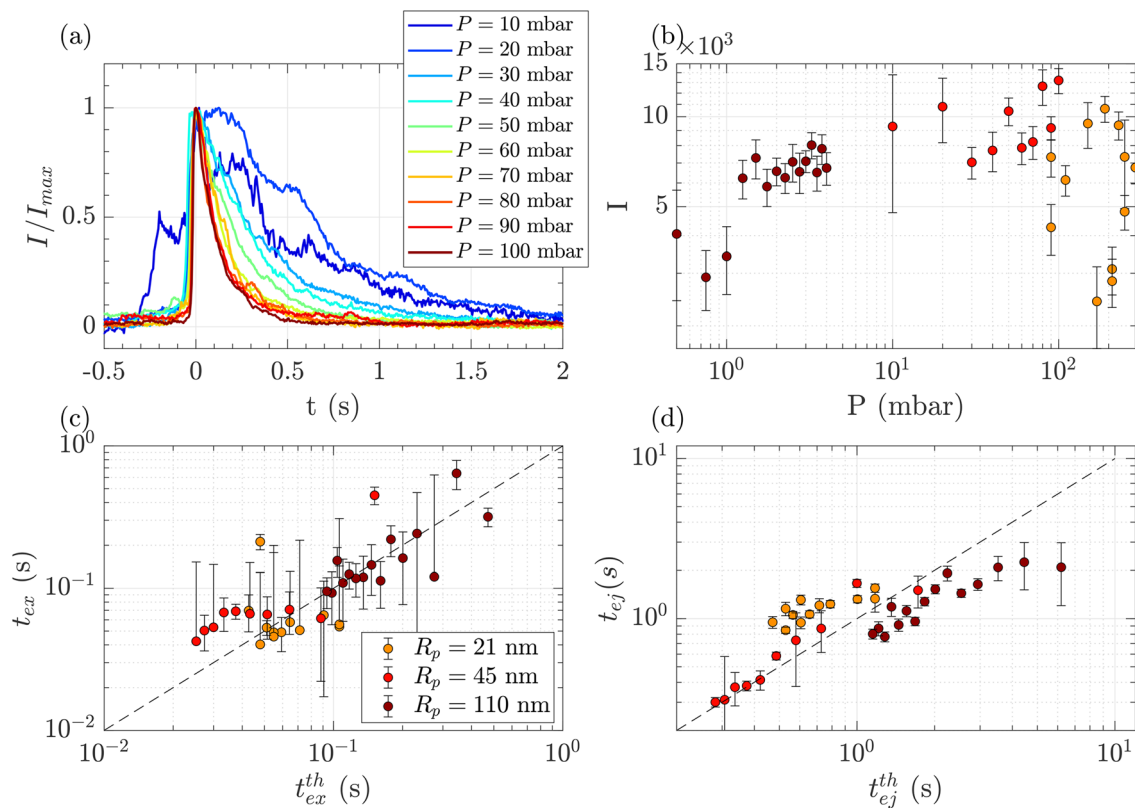 (a)
P = 10 mbar
P = 20 mbar
P = 30 mbar
P = 40 mbar
P = 50 mbar
P = 60 mbar
P = 70 mbar
P = 80 mbar
P = 90 mbar
P = 100 mbar
1
0.5
0
I/I_max
-0.5 0 0.5 1 1.5 2
t (s)
(b)
×10³
15
10
5
I
10⁰ 10¹ 10²
P (mbar)
(c)
10⁰
10⁻¹
10⁻²
t_ex (s)
R_p = 21 nm
R_p = 45 nm
R_p = 110 nm
10⁻² 10⁻¹ 10⁰
t_ex^th (s)
(d)
10¹
10⁰
t_ej(s)
10⁰ 10¹
t_ej^th (s)